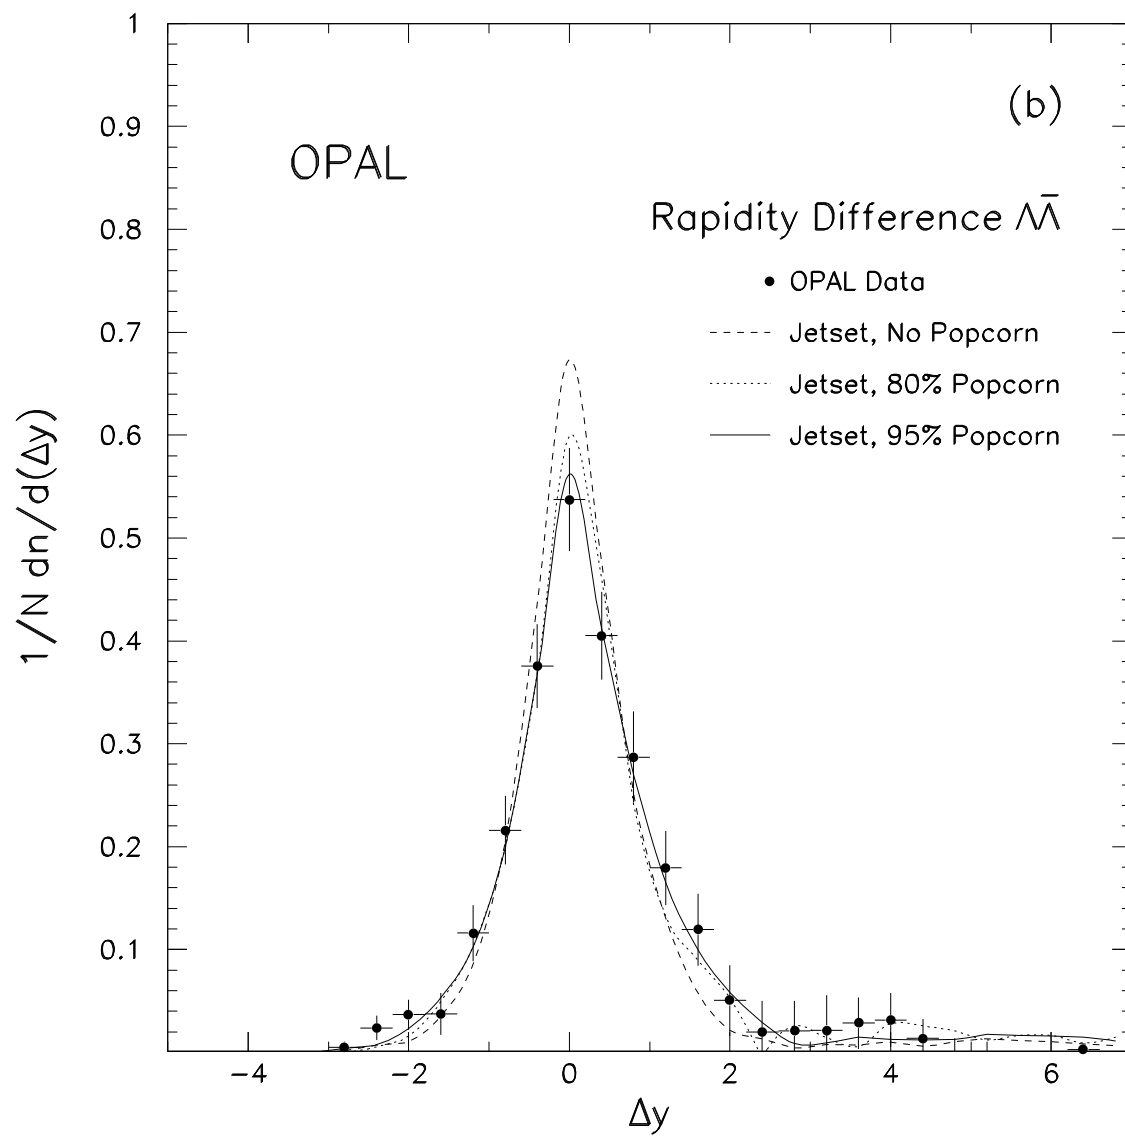 1
(b)
0.9
OPAL
0.8
Rapidity Difference ΛΛ̅
OPAL Data
0.7
Jetset, No Popcorn
Jetset, 80% Popcorn
0.6
Jetset, 95% Popcorn
0.5
0.4
0.3
0.2
0.1
1/N dn/d(Δy)
−4 −2 0 2 4 6
Δy